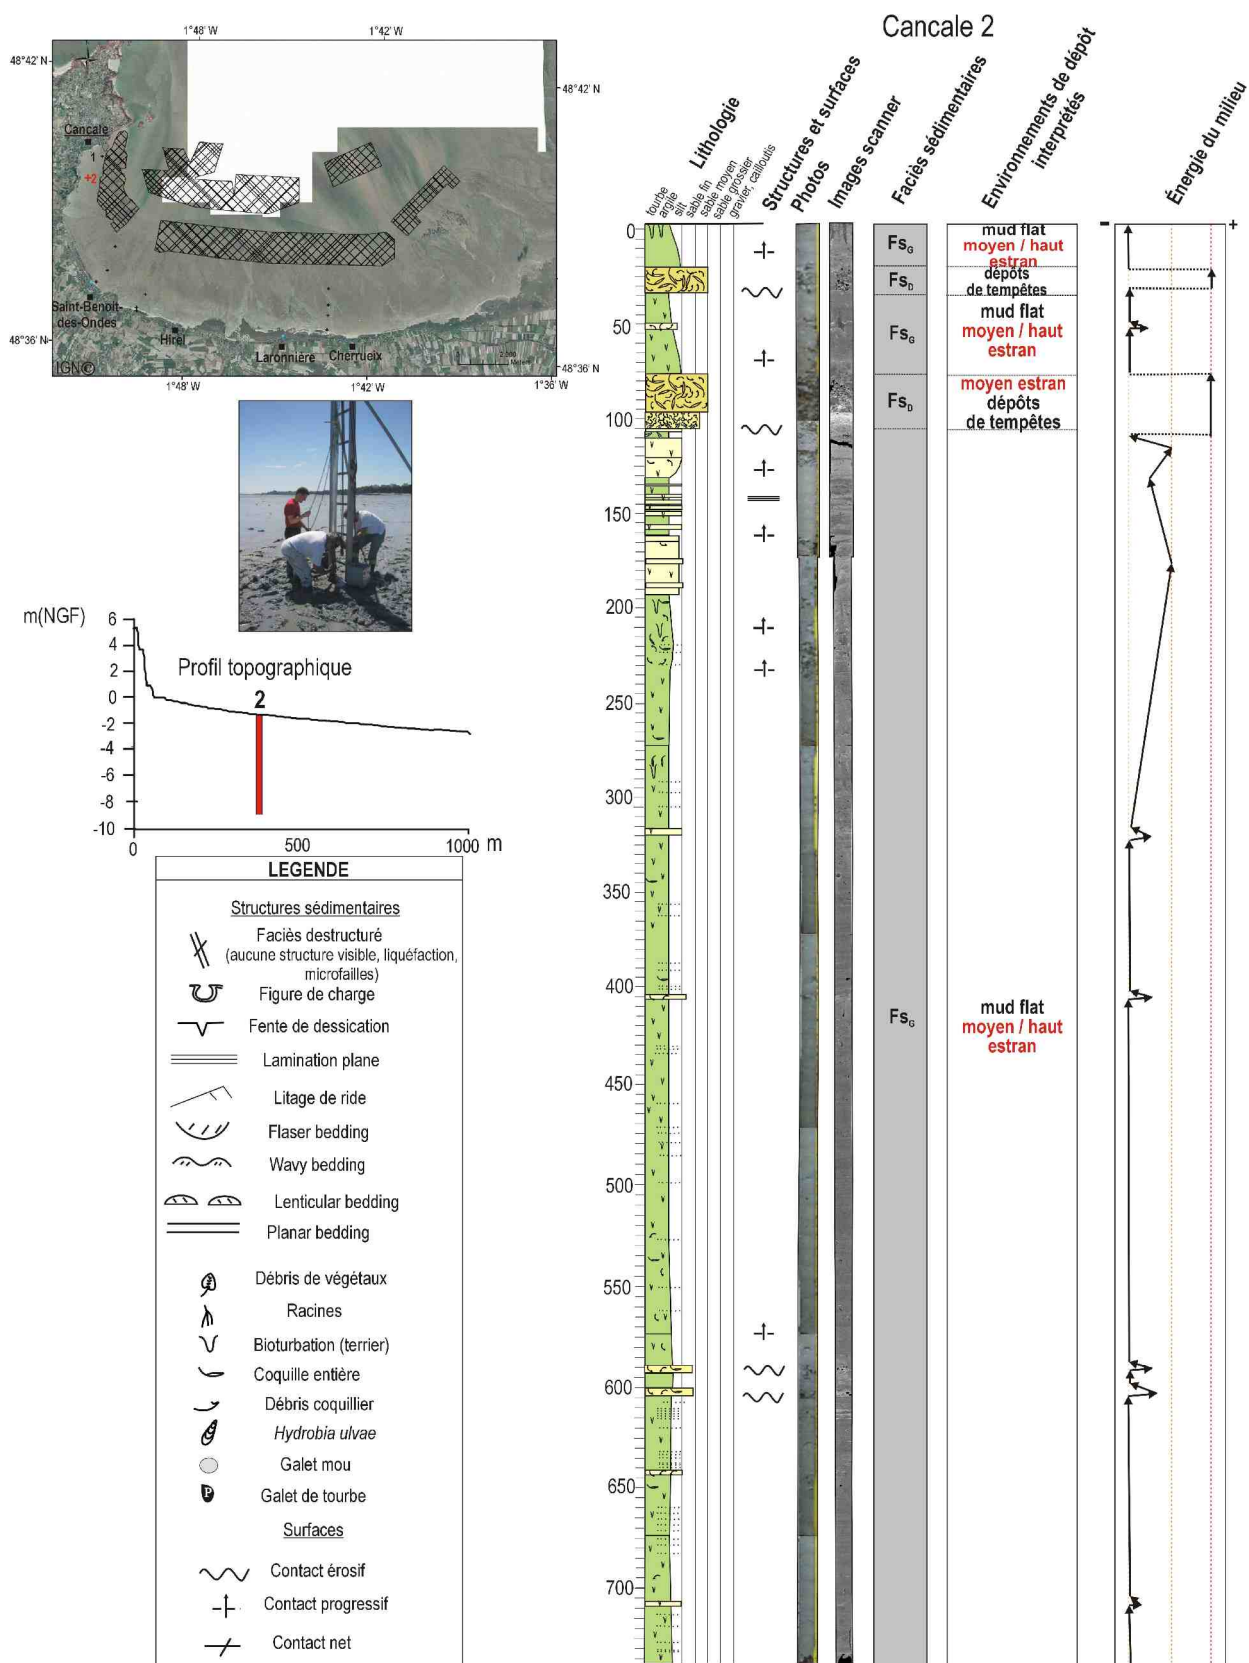 Cancale 2
1°48' W
1°42' W
48°42' N
48°42' N
Cancale
1
+2
Saint-Benoit-
des-Ondes
Hirel
Laronnière
Cherrueix
48°36' N
48°36' N
IGN©
1°48' W
1°42' W
1°36' W
m(NGF)
6
4
2
0
-2
-4
-6
-8
-10
Profil topographique
2
0
500
1000 m
LEGENDE
Structures sédimentaires
Faciès destructuré
(aucune structure visible, liquéfaction,
microfailles)
Figure de charge
Fente de dessication
Lamination plane
Litage de ride
Flaser bedding
Wavy bedding
Lenticular bedding
Planar bedding
Débris de végétaux
Racines
Bioturbation (terrier)
Coquille entière
Débris coquillier
Hydrobia ulvae
Galet mou
P
Galet de tourbe
Surfaces
Contact érosif
Contact progressif
Contact net
Lithologie
tourbe
argile
silt
sable fin
sable moyen
sable grossier
gravier, cailloutis
Structures et surfaces
Photos
Images scanner
Faciès sédimentaires
Environnements de dépôt
interprétés
Énergie du milieu
- +
0
50
100
150
200
250
300
350
400
450
500
550
600
650
700
FsG
mud flat
moyen / haut
estran
FsD
dépôts
de tempêtes
FsG
mud flat
moyen / haut
estran
FsD
moyen estran
dépôts
de tempêtes
FsG
mud flat
moyen / haut
estran